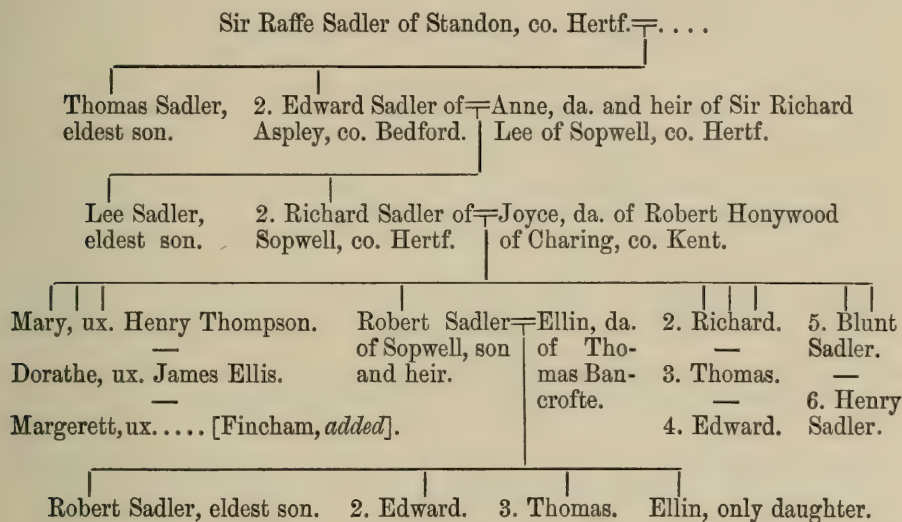 Sir Raffe Sadler of Standon, co. Hertf.=. . . .
Thomas Sadler,
eldest son.
2. Edward Sadler of=Anne, da. and heir of Sir Richard
Aspley, co. Bedford. Lee of Sopwell, co. Hertf.
Lee Sadler,
eldest son.
2. Richard Sadler of=Joyce, da. of Robert Honywood
Sopwell, co. Hertf. of Charing, co. Kent.
Mary, ux. Henry Thompson.
—
Dorathe, ux. James Ellis.
—
Margerett, ux. . . . . [Fincham, added].
Robert Sadler=
of Sopwell, son
and heir.
Ellin, da.
of Tho-
mas Ban-
crofte.
2. Richard.
—
3. Thomas.
—
4. Edward.
5. Blunt
Sadler.
—
6. Henry
Sadler.
Robert Sadler, eldest son. 2. Edward. 3. Thomas. Ellin, only daughter.